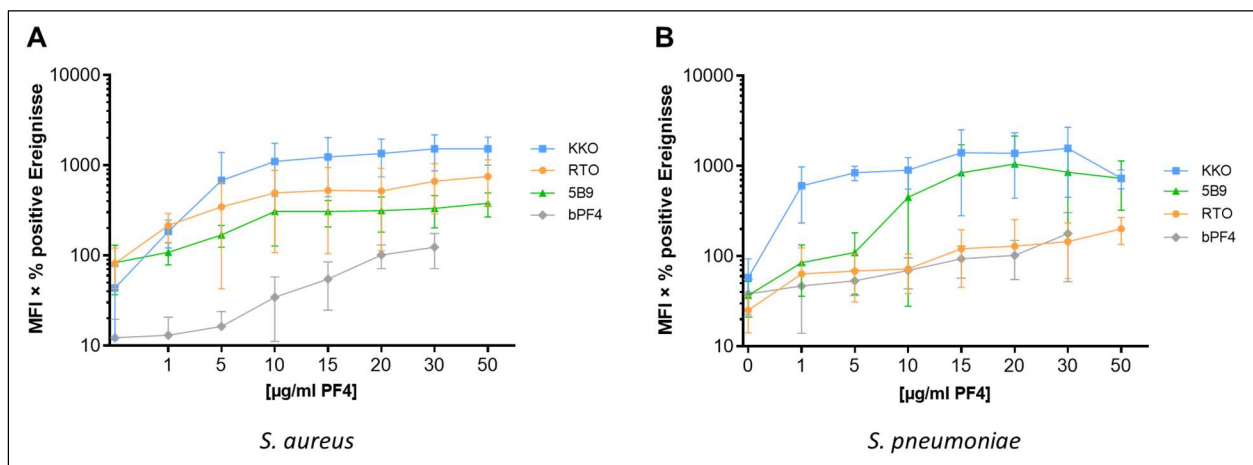 A
MFI × % positive Ereignisse
10000
1000
100
10
1 5 10 15 20 30 50
[µg/ml PF4]
KKO
RTO
5B9
bPF4
S. aureus
B
MFI × % positive Ereignisse
10000
1000
100
10
0 1 5 10 15 20 30 50
[µg/ml PF4]
KKO
5B9
RTO
bPF4
S. pneumoniae